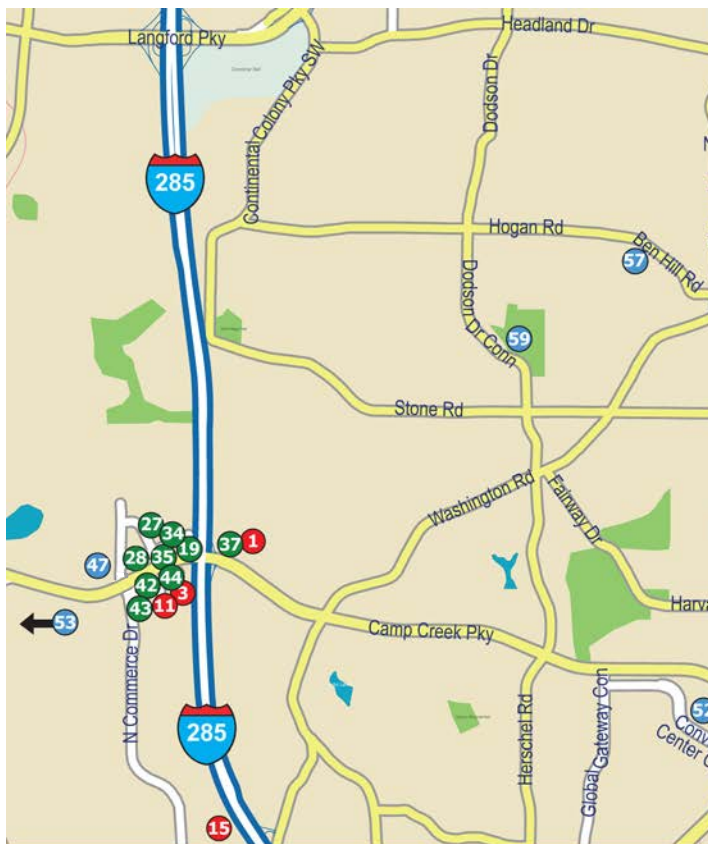 Headland Dr
Langford Pky
Continental Colony Pky SW
Dodson Dr
285
Hogan Rd
Ben Hill Rd
57
Dodson
Dr Conn
59
Stone Rd
Washington Rd
Fairway Dr
27
34
19
37
1
28
35
47
42
44
3
43
11
53
Harva
Camp Creek Pky
N Commerce Dr
Herschel Rd
Global Gateway Con
52
Conv
Center C
285
15